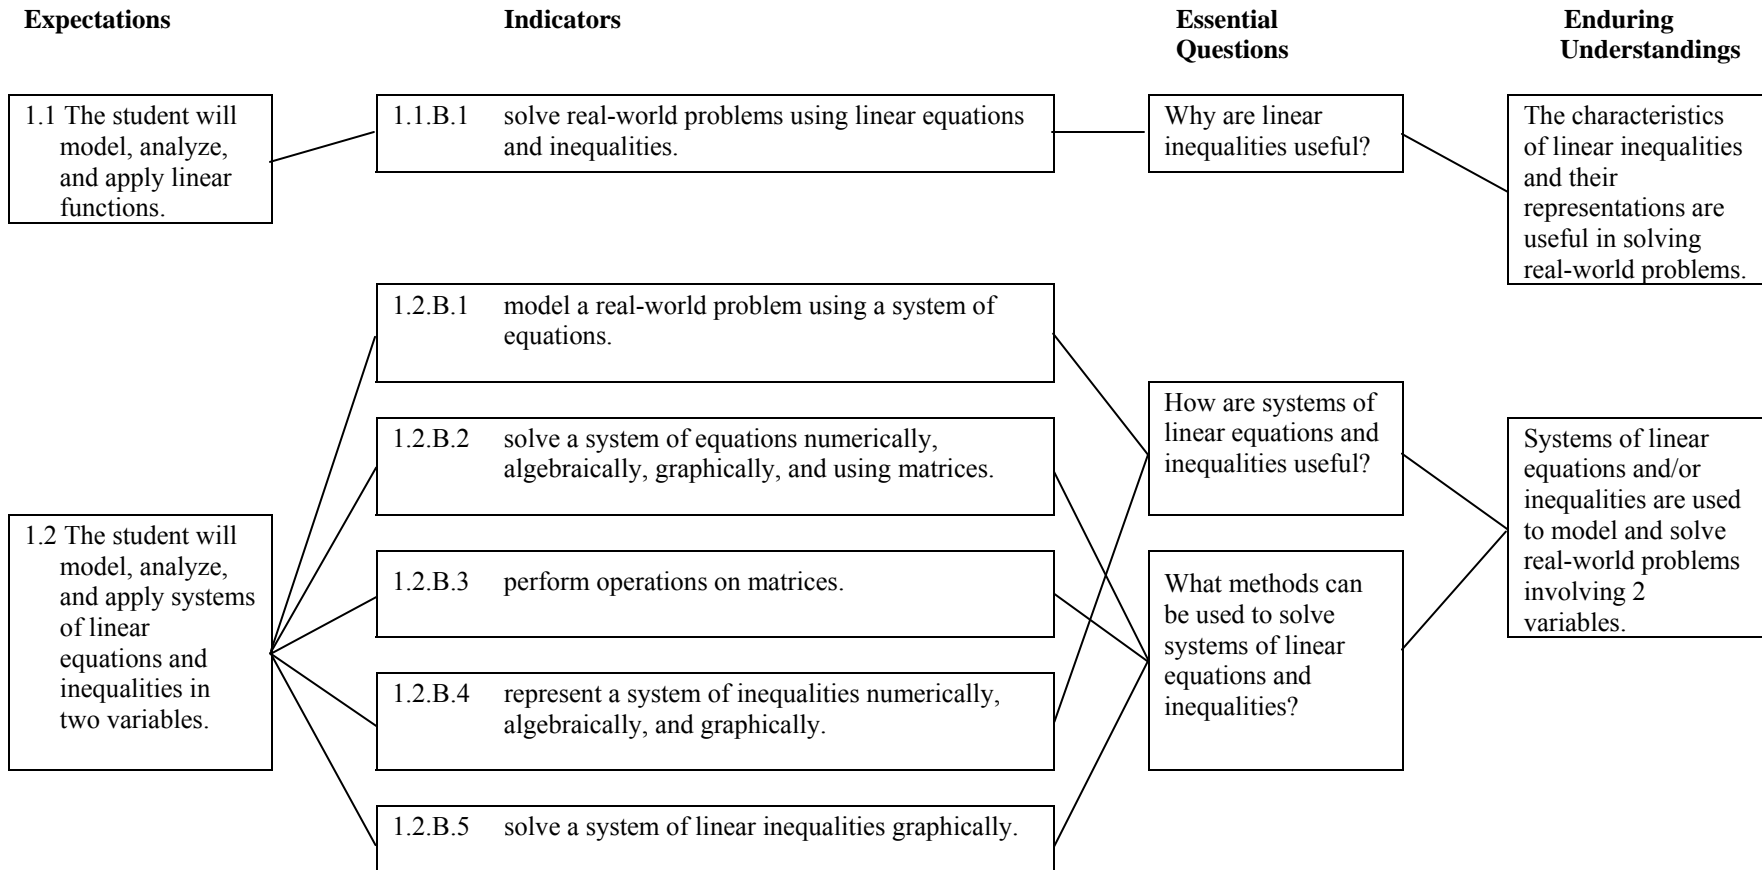 Expectations
Indicators
Essential
Questions
Enduring
Understandings
1.1 The student will
model, analyze,
and apply linear
functions.
1.1.B.1 solve real-world problems using linear equations
and inequalities.
Why are linear
inequalities useful?
The characteristics
of linear inequalities
and their
representations are
useful in solving
real-world problems.
1.2 The student will
model, analyze,
and apply systems
of linear
equations and
inequalities in
two variables.
1.2.B.1 model a real-world problem using a system of
equations.
1.2.B.2 solve a system of equations numerically,
algebraically, graphically, and using matrices.
1.2.B.3 perform operations on matrices.
1.2.B.4 represent a system of inequalities numerically,
algebraically, and graphically.
1.2.B.5 solve a system of linear inequalities graphically.
How are systems of
linear equations and
inequalities useful?
What methods can
be used to solve
systems of linear
equations and
inequalities?
Systems of linear
equations and/or
inequalities are used
to model and solve
real-world problems
involving 2
variables.